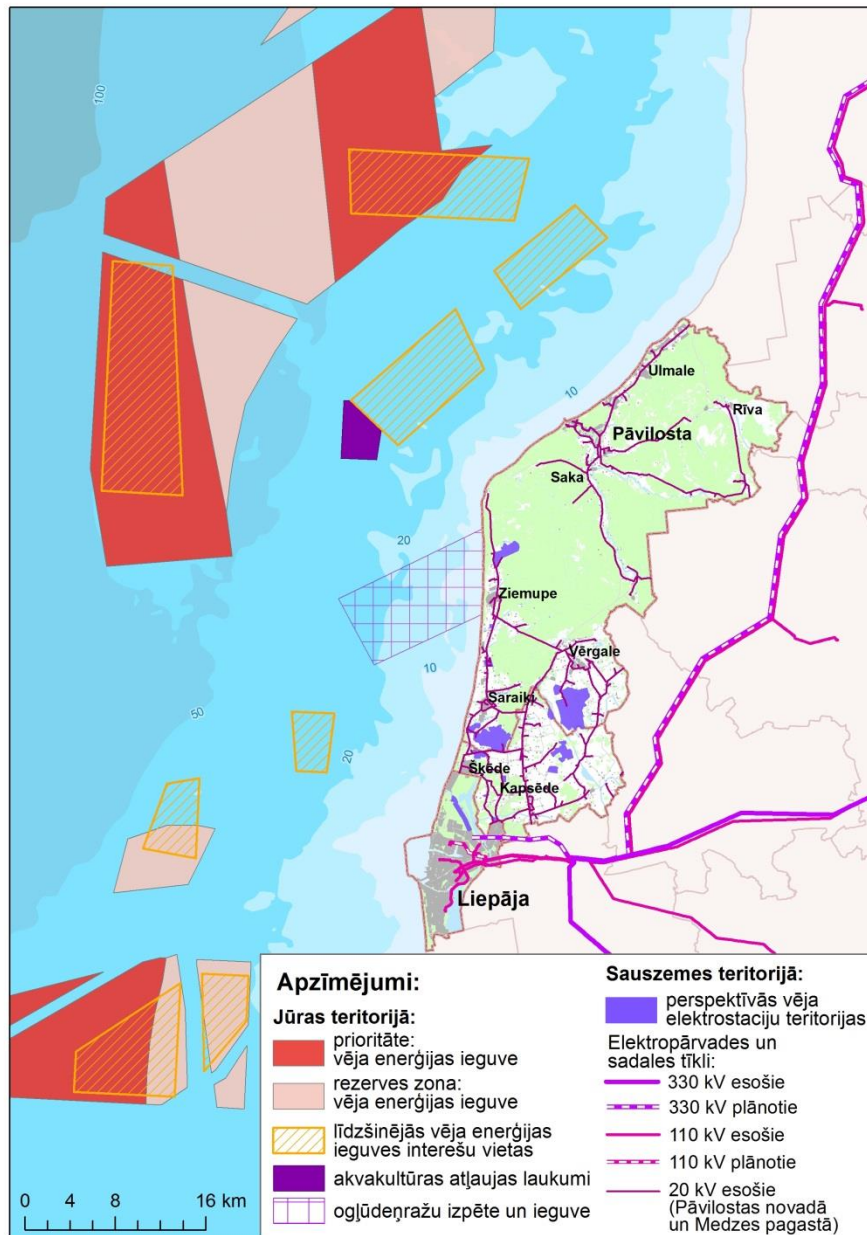 100
10
20
10
50
20
Ulmale
Rīva
Pāvilosta
Saka
Ziemupe
Vērgale
Saraiķi
Šķēde
Kapsēde
Liepāja
Apzīmējumi:
Jūras teritorijā:
prioritāte:
vēja enerģijas ieguve
rezerves zona:
vēja enerģijas ieguve
līdzšinējās vēja enerģijas
ieguves interešu vietas
akvakultūras atļaujas laukumi
ogļūdeņražu izpēte un ieguve
0 4 8 16 km
Sauszemes teritorijā:
perspektīvās vēja
elektrostaciju teritorijas
Elektropārvades un
sadales tīkli:
330 kV esošie
330 kV plānotie
110 kV esošie
110 kV plānotie
20 kV esošie
(Pāvilostas novadā
un Medzes pagastā)